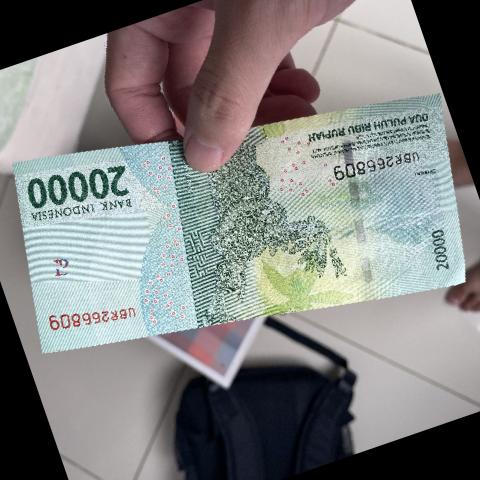 20000
BANK INDONESIA
UBR266809
DUA PULUH RIBU RUPIAH
UBR266809
20000